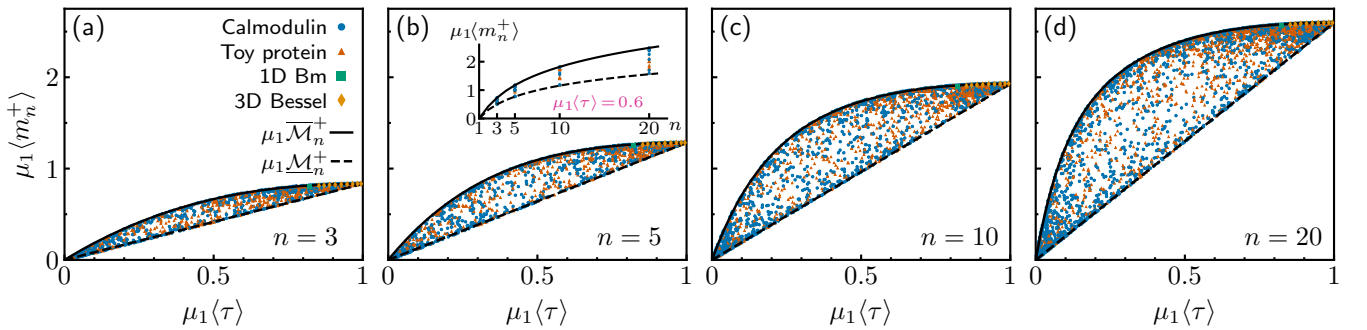 (a)
Calmodulin
Toy protein
1D Bm
3D Bessel
μ₁M̅ₙ⁺
μ₁M̲ₙ⁺
n = 3
μ₁⟨mₙ⁺⟩
2
1
0
0 0.5 1
μ₁⟨τ⟩
(b)
μ₁⟨mₙ⁺⟩
2
1
0
1 3 5 10 20 n
μ₁⟨τ⟩ = 0.6
n = 5
0 0.5 1
μ₁⟨τ⟩
(c)
n = 10
0 0.5 1
μ₁⟨τ⟩
(d)
n = 20
0 0.5 1
μ₁⟨τ⟩